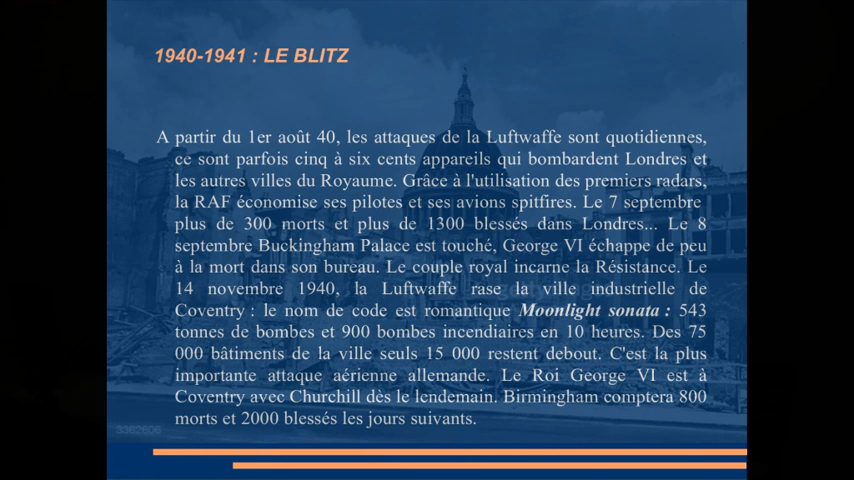 1940-1941 : LE BLITZ
A partir du 1er août 40, les attaques de la Luftwaffe sont quotidiennes,
ce sont parfois cinq à six cents appareils qui bombardent Londres et
les autres villes du Royaume. Grâce à l'utilisation des premiers radars,
la RAF économise ses pilotes et ses avions spitfires. Le 7 septembre
plus de 300 morts et plus de 1300 blessés dans Londres... Le 8
septembre Buckingham Palace est touché, George VI échappe de peu
à la mort dans son bureau. Le couple royal incarne la Résistance. Le
14 novembre 1940, la Luftwaffe rase la ville industrielle de
Coventry : le nom de code est romantique Moonlight sonata : 543
tonnes de bombes et 900 bombes incendiaires en 10 heures. Des 75
000 bâtiments de la ville seuls 15 000 restent debout. C'est la plus
importante attaque aérienne allemande. Le Roi George VI est à
Coventry avec Churchill dès le lendemain. Birmingham comptera 800
morts et 2000 blessés les jours suivants.